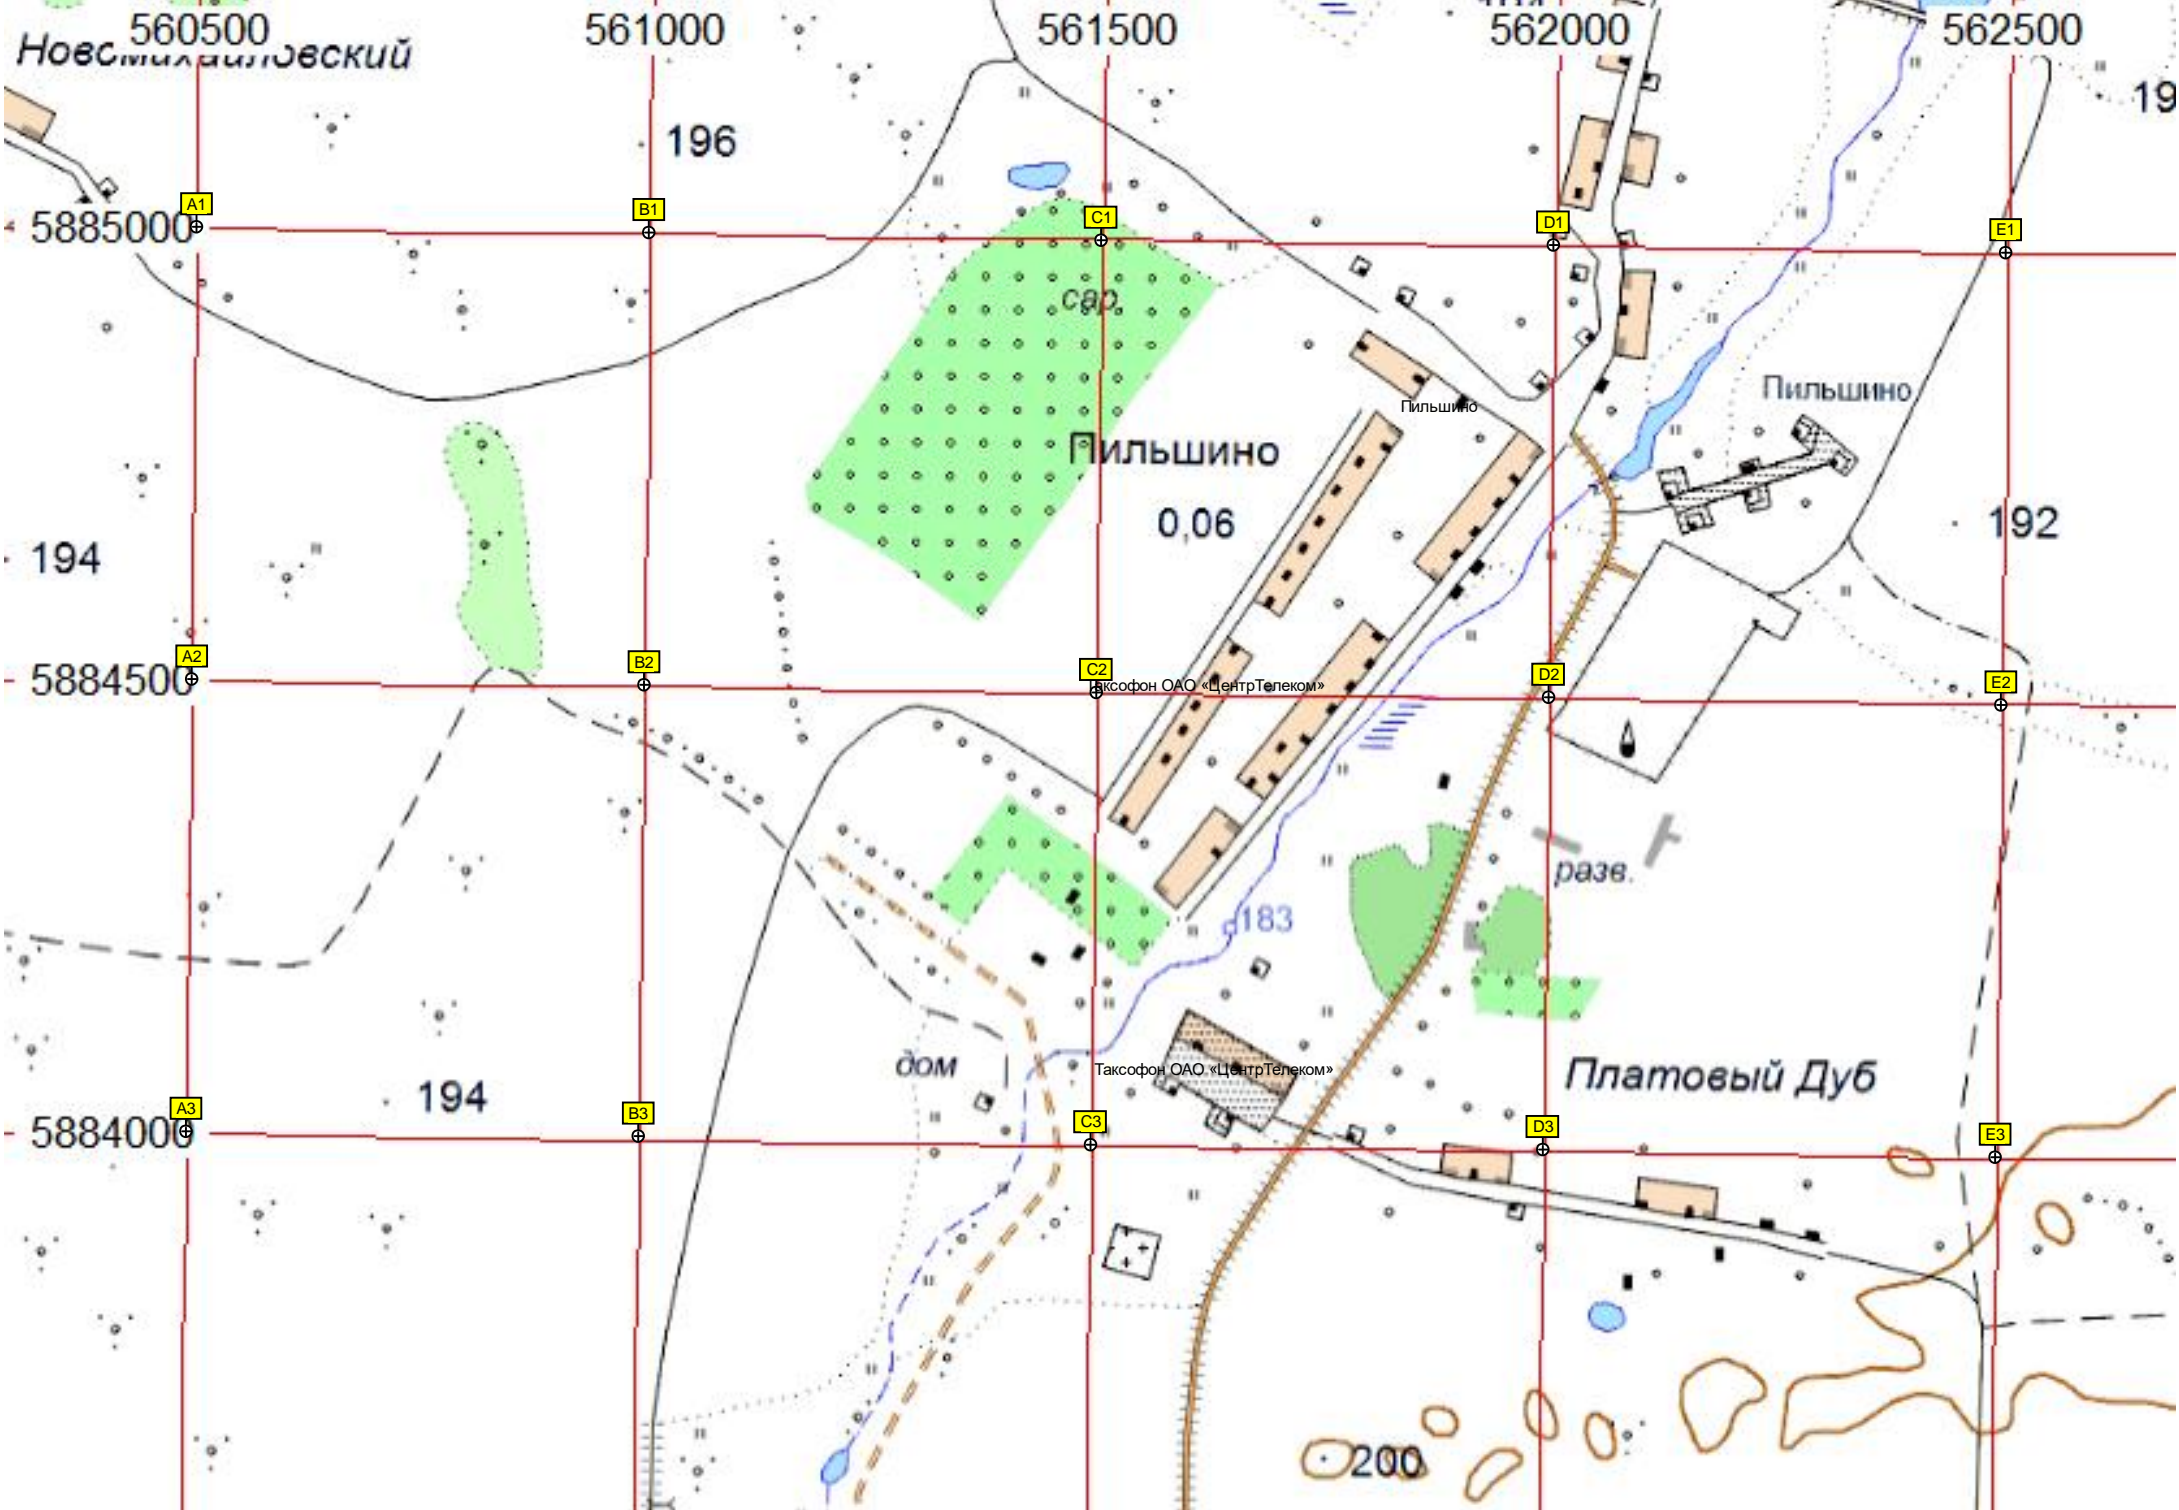 560500 561000 561500 562000 562500
Новомихайловский
196
A1 B1 C1 D1 E1
5885000
сар.
Пильшино
Пильшино
Пильшино
0,06
192
194
A2 B2 C2 D2 E2
5884500
Таксофон ОАО «ЦентрТелеком»
разв.
183
дом
Таксофон ОАО «ЦентрТелеком»
Платовый Дуб
194
A3 B3 C3 D3 E3
5884000
200